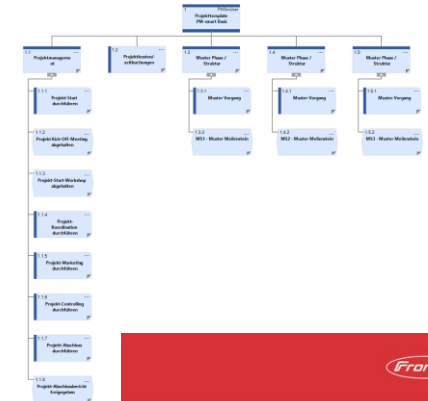 1
PMSmUser
Projekttemplate
PM-smart Basic
1.1
Projektmanageme
nt
1.2
Projektkosten/
zeitbuchungen
1.3
Muster Phase /
Struktur
1.4
Muster Phase /
Struktur
1.5
Muster Phase /
Struktur
1.1.1
Projekt-Start
durchführen
1.3.1
Muster Vorgang
1.4.1
Muster Vorgang
1.5.1
Muster Vorgang
1.1.2
Projekt Kick-Off-Meeting
abgehalten
1.3.2
MS1 - Muster Meilenstein
1.4.2
MS2 - Muster Meilenstein
1.5.2
MS3 - Muster Meilenstein
1.1.3
Projekt-Start-Workshop
abgehalten
1.1.4
Projekt-
Koordination
durchführen
1.1.5
Projekt-Marketing
durchführen
1.1.6
Projekt-Controlling
durchführen
1.1.7
Projekt-Abschluss
durchführen
1.1.8
Projekt-Abschlussbericht
freigegeben
Fron